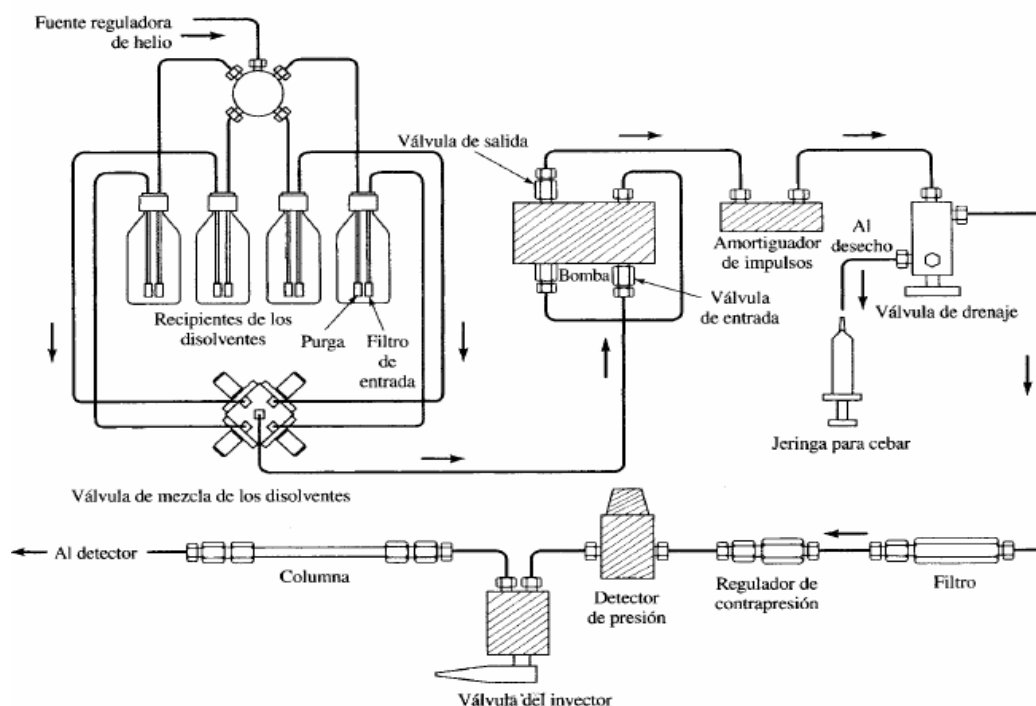 Fuente reguladora
de helio
Válvula de salida
Bomba
Amortiguador
de impulsos
Al
desecho
Válvula
de entrada
Válvula de drenaje
Recipientes de los
disolventes
Purga
Filtro
de
entrada
Jeringa para cebar
Válvula de mezcla de los disolventes
Al detector
Columna
Detector
de presión
Regulador de
contrapresión
Filtro
Válvula del inyector